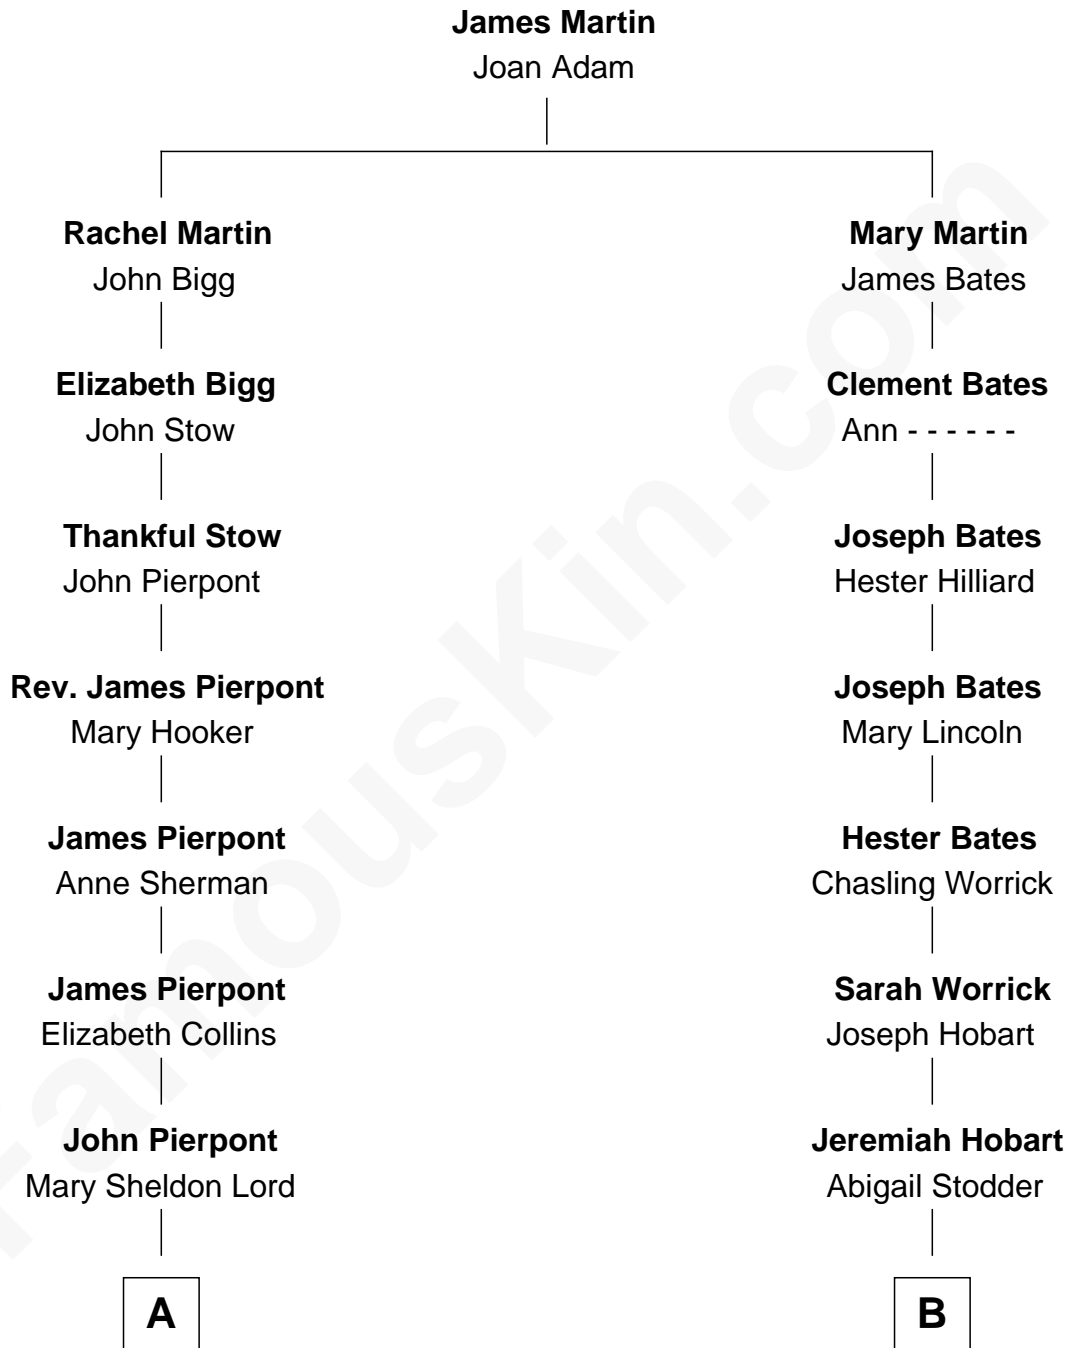 James Martin
Joan Adam
Rachel Martin
John Bigg
Mary Martin
James Bates
Elizabeth Bigg
John Stow
Clement Bates
Ann - - - - - -
Thankful Stow
John Pierpont
Joseph Bates
Hester Hilliard
Rev. James Pierpont
Mary Hooker
Joseph Bates
Mary Lincoln
James Pierpont
Anne Sherman
Hester Bates
Chasling Worrick
James Pierpont
Elizabeth Collins
Sarah Worrick
Joseph Hobart
John Pierpont
Mary Sheldon Lord
Jeremiah Hobart
Abigail Stodder
A
B
FamousKin.com